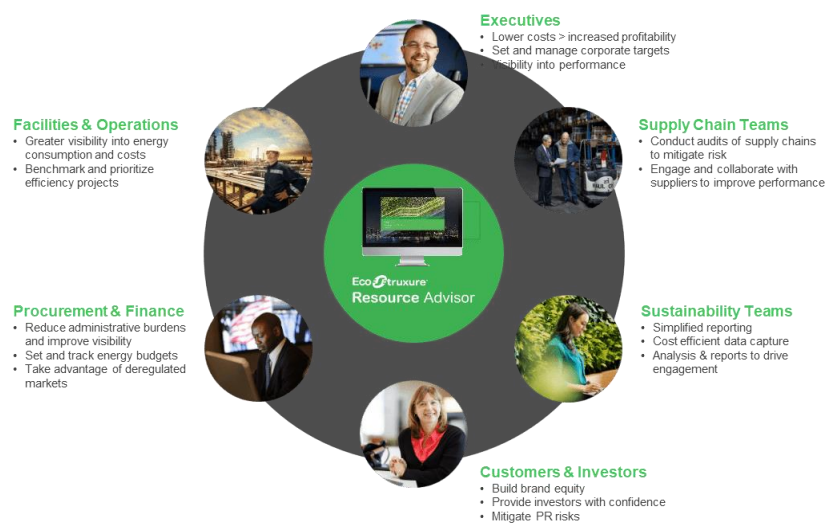 Executives
• Lower costs > increased profitability
• Set and manage corporate targets
• Visibility into performance
Facilities & Operations
• Greater visibility into energy
consumption and costs
• Benchmark and prioritize
efficiency projects
Supply Chain Teams
• Conduct audits of supply chains
to mitigate risk
• Engage and collaborate with
suppliers to improve performance
EcoStruxure
Resource Advisor
Procurement & Finance
• Reduce administrative burdens
and improve visibility
• Set and track energy budgets
• Take advantage of deregulated
markets
Sustainability Teams
• Simplified reporting
• Cost efficient data capture
• Analysis & reports to drive
engagement
Customers & Investors
• Build brand equity
• Provide investors with confidence
• Mitigate PR risks